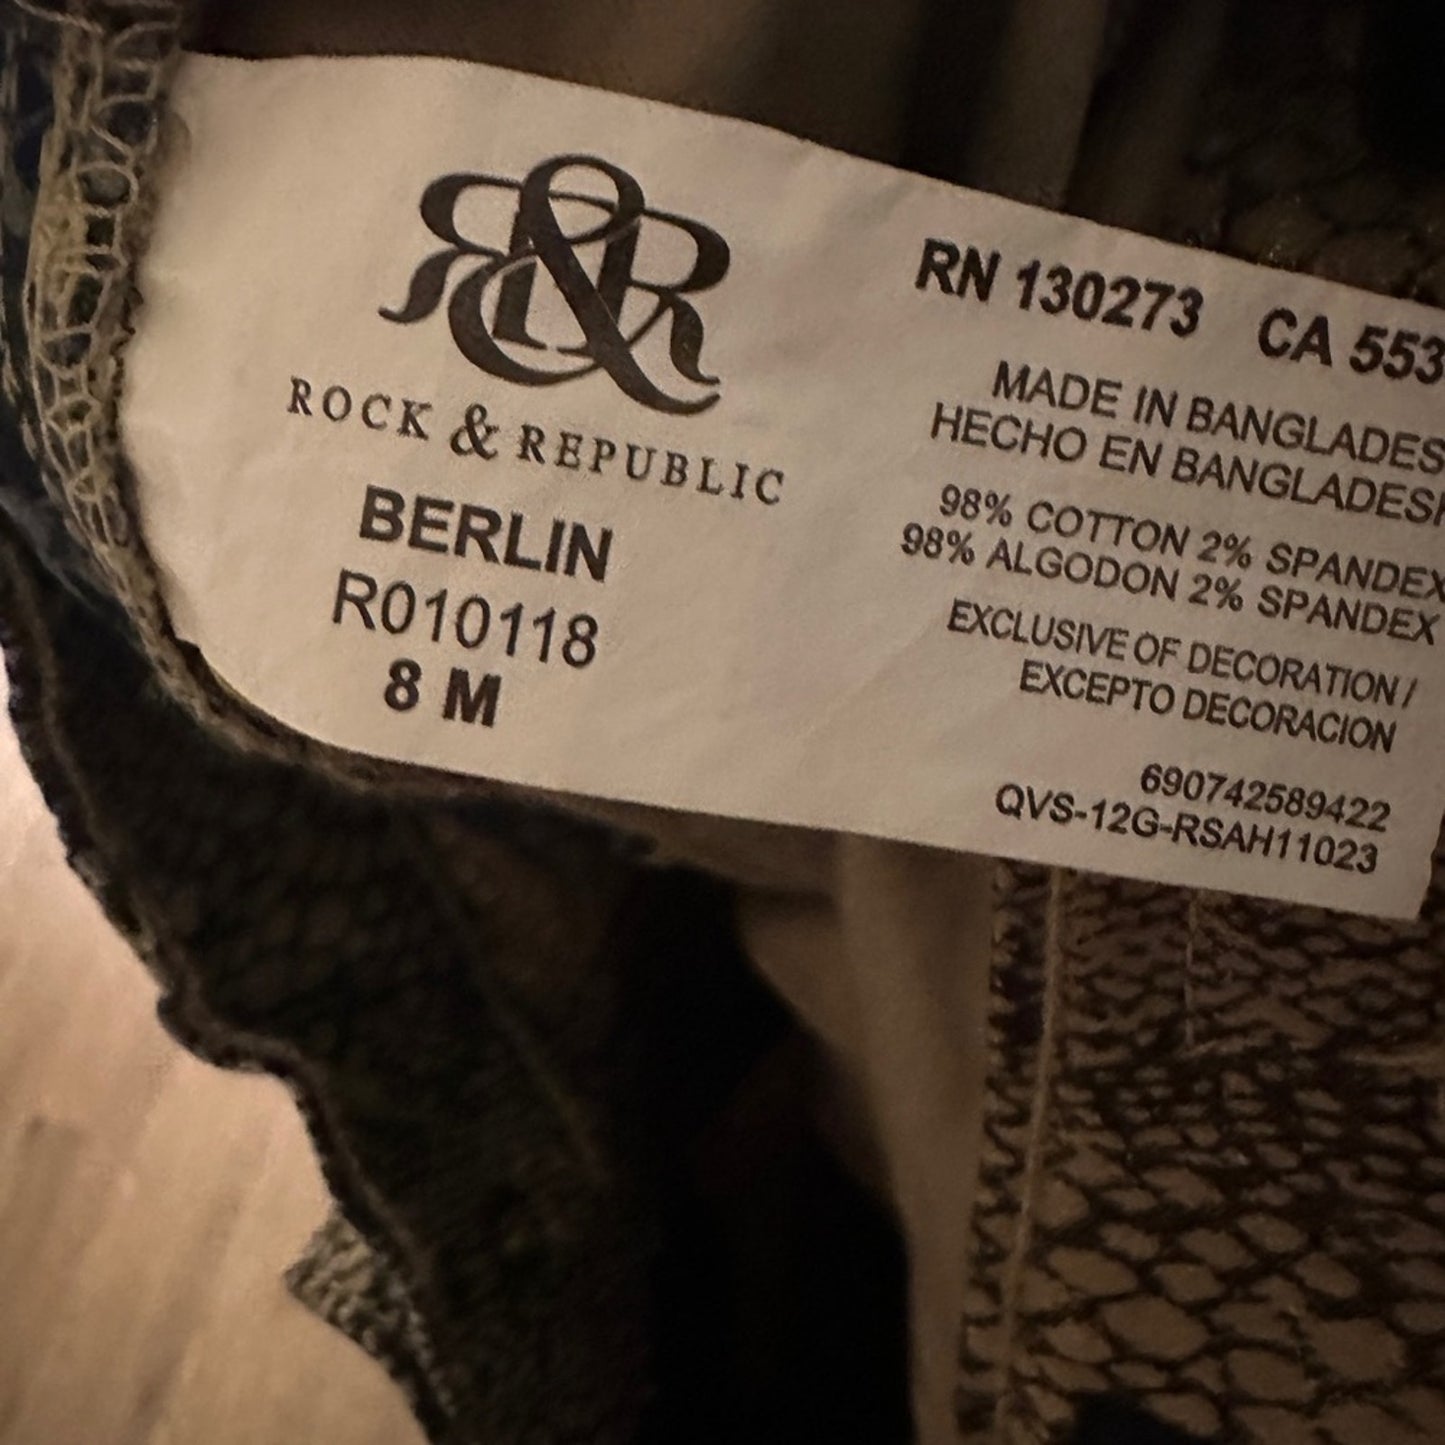 R&R
ROCK & REPUBLIC
BERLIN
R010118
8 M
RN 130273 CA 553
MADE IN BANGLADES
HECHO EN BANGLADESH
98% COTTON 2% SPANDEX
98% ALGODON 2% SPANDEX
EXCLUSIVE OF DECORATION /
EXCEPTO DECORACION
690742589422
QVS-12G-RSAH11023